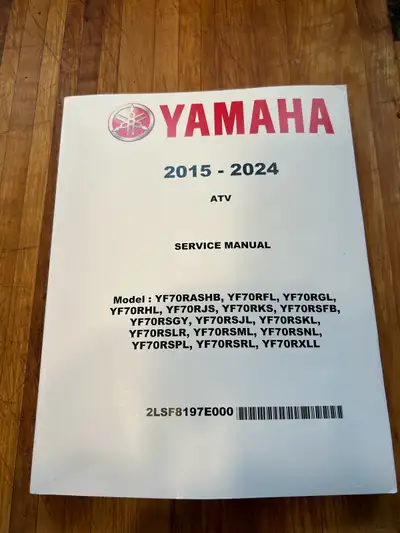 YAMAHA
2015 - 2024
ATV
SERVICE MANUAL
Model : YF70RASHB, YF70RFL, YF70RGL,
YF70RHL, YF70RJS, YF70RKS, YF70RSFB,
YF70RSGY, YF70RSJL, YF70RSKL,
YF70RSLR, YF70RSML, YF70RSNL,
YF70RSPL, YF70RSRL, YF70RXLL
2LSF8197E000